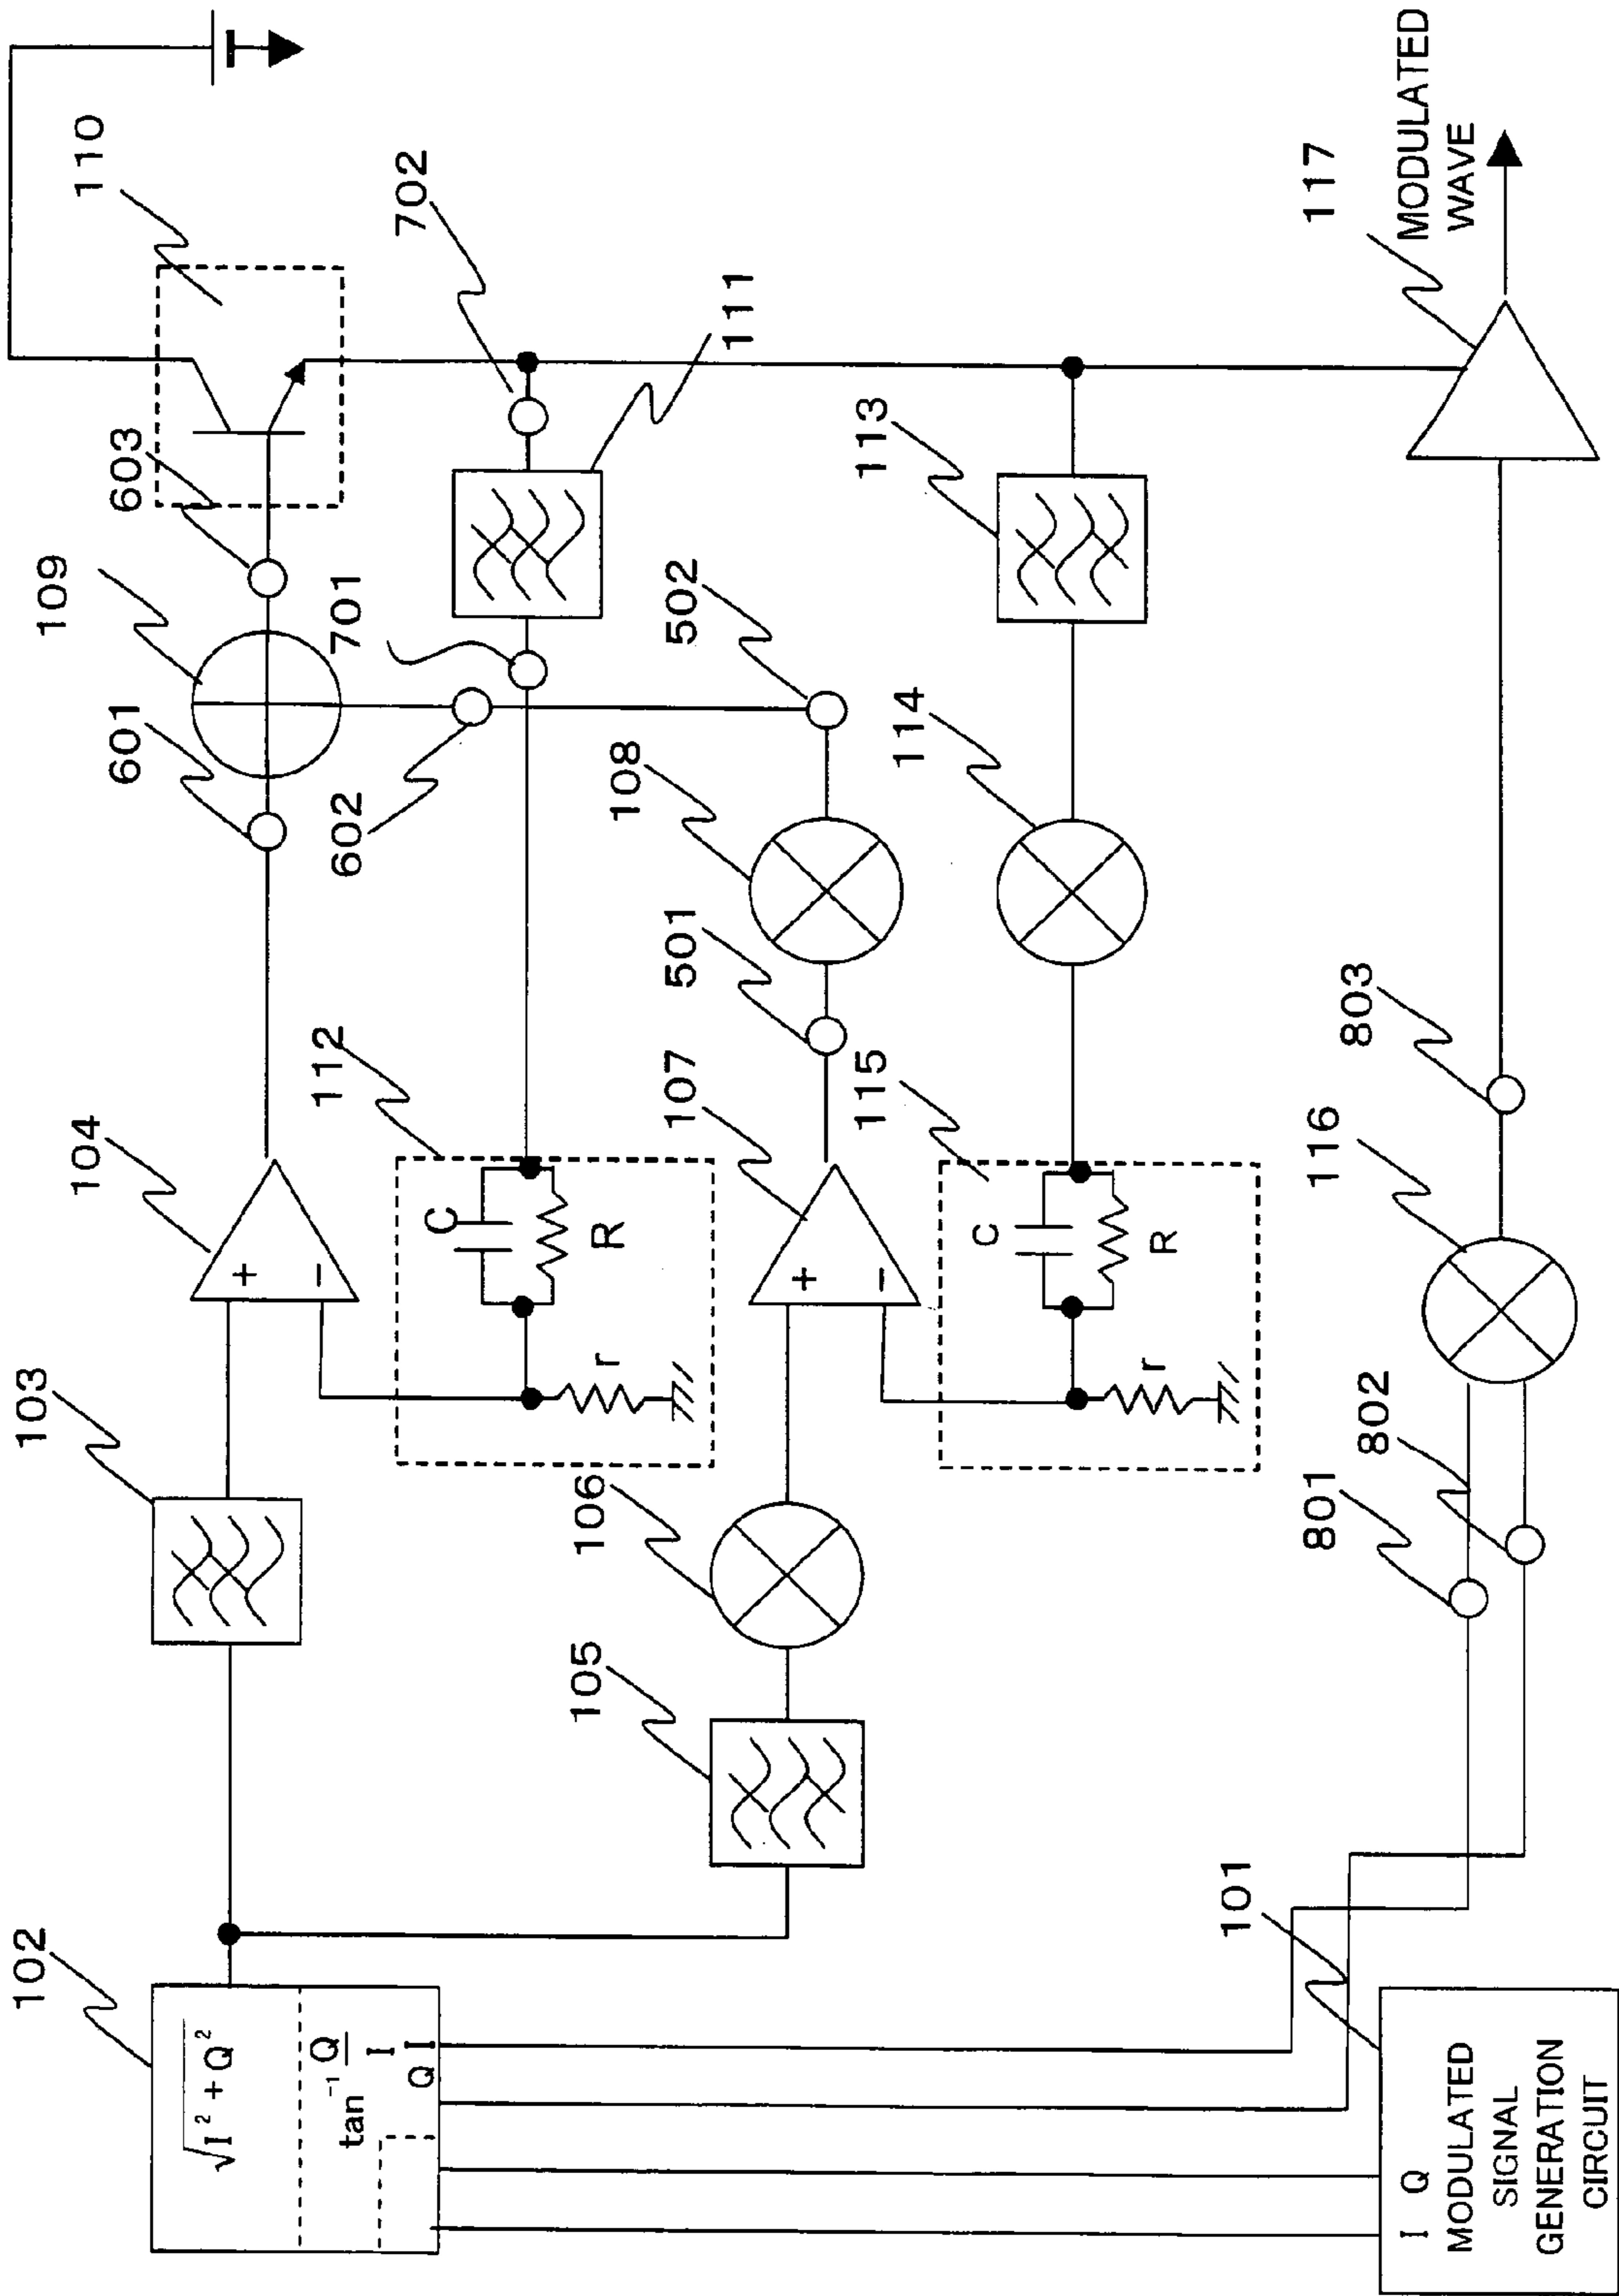 110
603
109
601
702
111
701
602
502
104
103
102
√I² + Q²
tan⁻¹ Q/I
I
Q
112
C
R
r
+
−
108
501
107
+
−
113
114
115
C
R
r
106
105
117
MODULATED
WAVE
803
116
802
801
101
I Q
MODULATED
SIGNAL
GENERATION
CIRCUIT